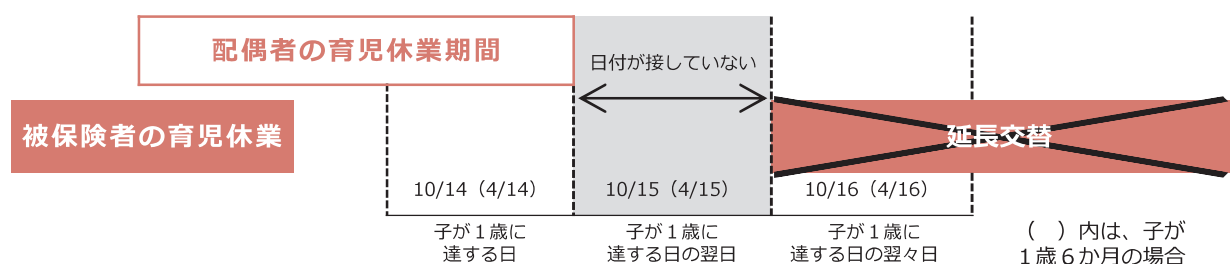 配偶者の育児休業期間
日付が接していない
被保険者の育児休業
延長交替
10/14（4/14）
10/15（4/15）
10/16（4/16）
子が１歳に
達する日
子が１歳に
達する日の翌日
子が１歳に
達する日の翌々日
（　）内は、子が
１歳６か月の場合